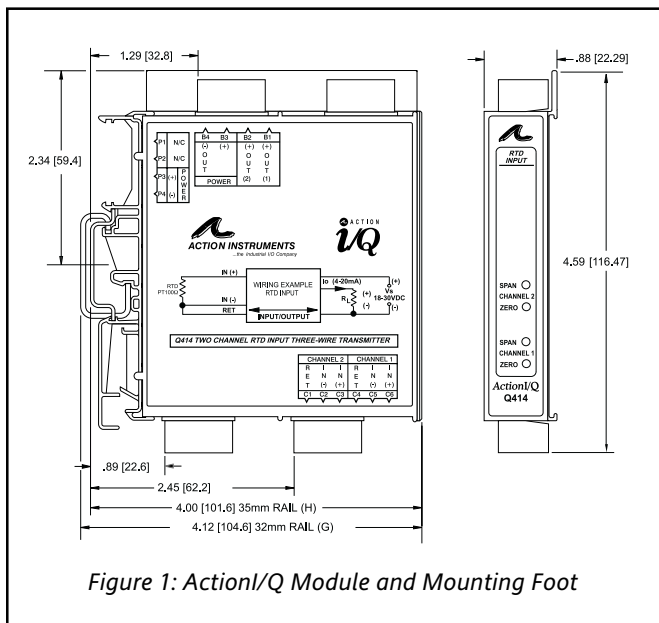 1.29 [32.8]
.88 [22.29]
2.34 [59.4]
P1 N/C
P2 N/C
P3 (+)
P4 (-)
POWER
B4 B3 B2 B1
(-) (+) (+) (+)
OUT OUT OUT
POWER (2) (1)
ACTION INSTRUMENTS
...the Industrial I/O Company
ACTION
I/Q
RTD
PT100Ω
IN (+)
IN (-)
RET
WIRING EXAMPLE
RTD INPUT
INPUT/OUTPUT
Io (4-20mA)
RL
(+)
(-)
(+)
Vs
18-30VDC
(-)
Q414 TWO CHANNEL RTD INPUT THREE-WIRE TRANSMITTER
CHANNEL 2 CHANNEL 1
RET IN (-) IN (+) RET IN (-) IN (+)
C1 C2 C3 C4 C5 C6
RTD
INPUT
SPAN
CHANNEL 2
ZERO
SPAN
CHANNEL 1
ZERO
ActionI/Q
Q414
4.59 [116.47]
.89 [22.6]
2.45 [62.2]
4.00 [101.6] 35mm RAIL (H)
4.12 [104.6] 32mm RAIL (G)
Figure 1: ActionI/Q Module and Mounting Foot